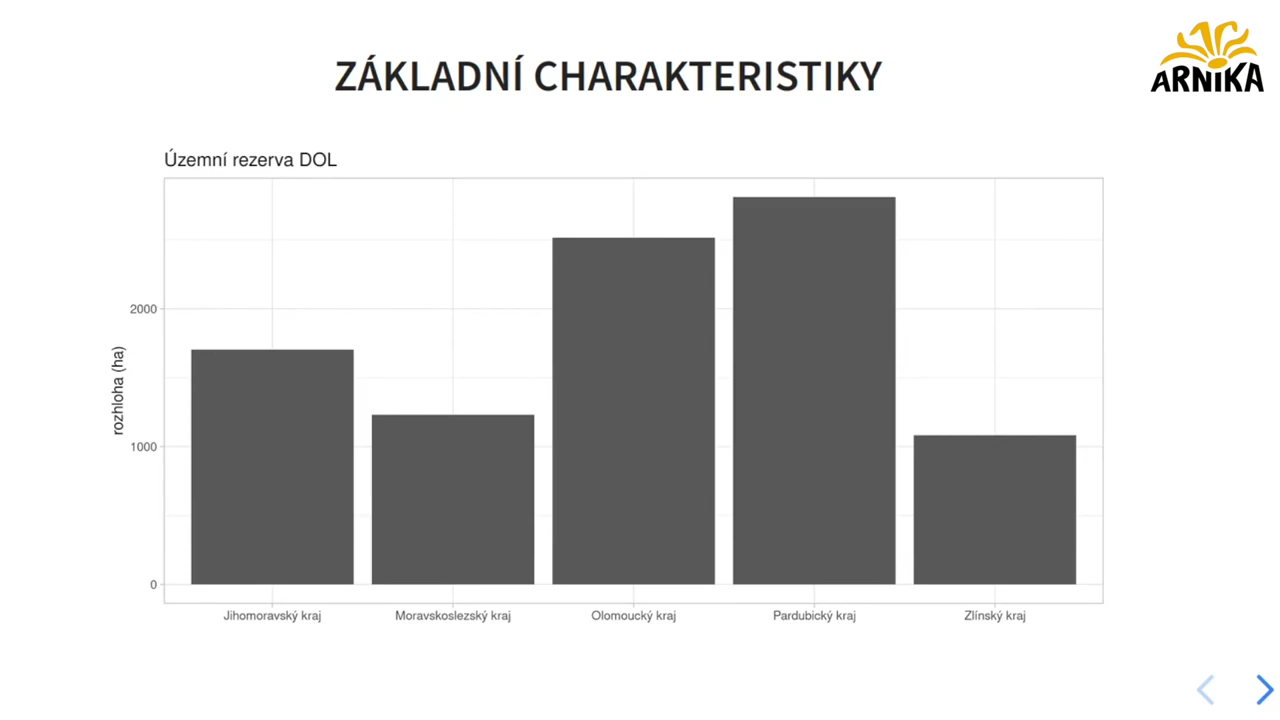 ARNIKA
ZÁKLADNÍ CHARAKTERISTIKY
Územní rezerva DOL
rozhloha (ha)
2000
1000
0
Jihomoravský kraj
Moravskoslezský kraj
Olomoucký kraj
Pardubický kraj
Zlínský kraj